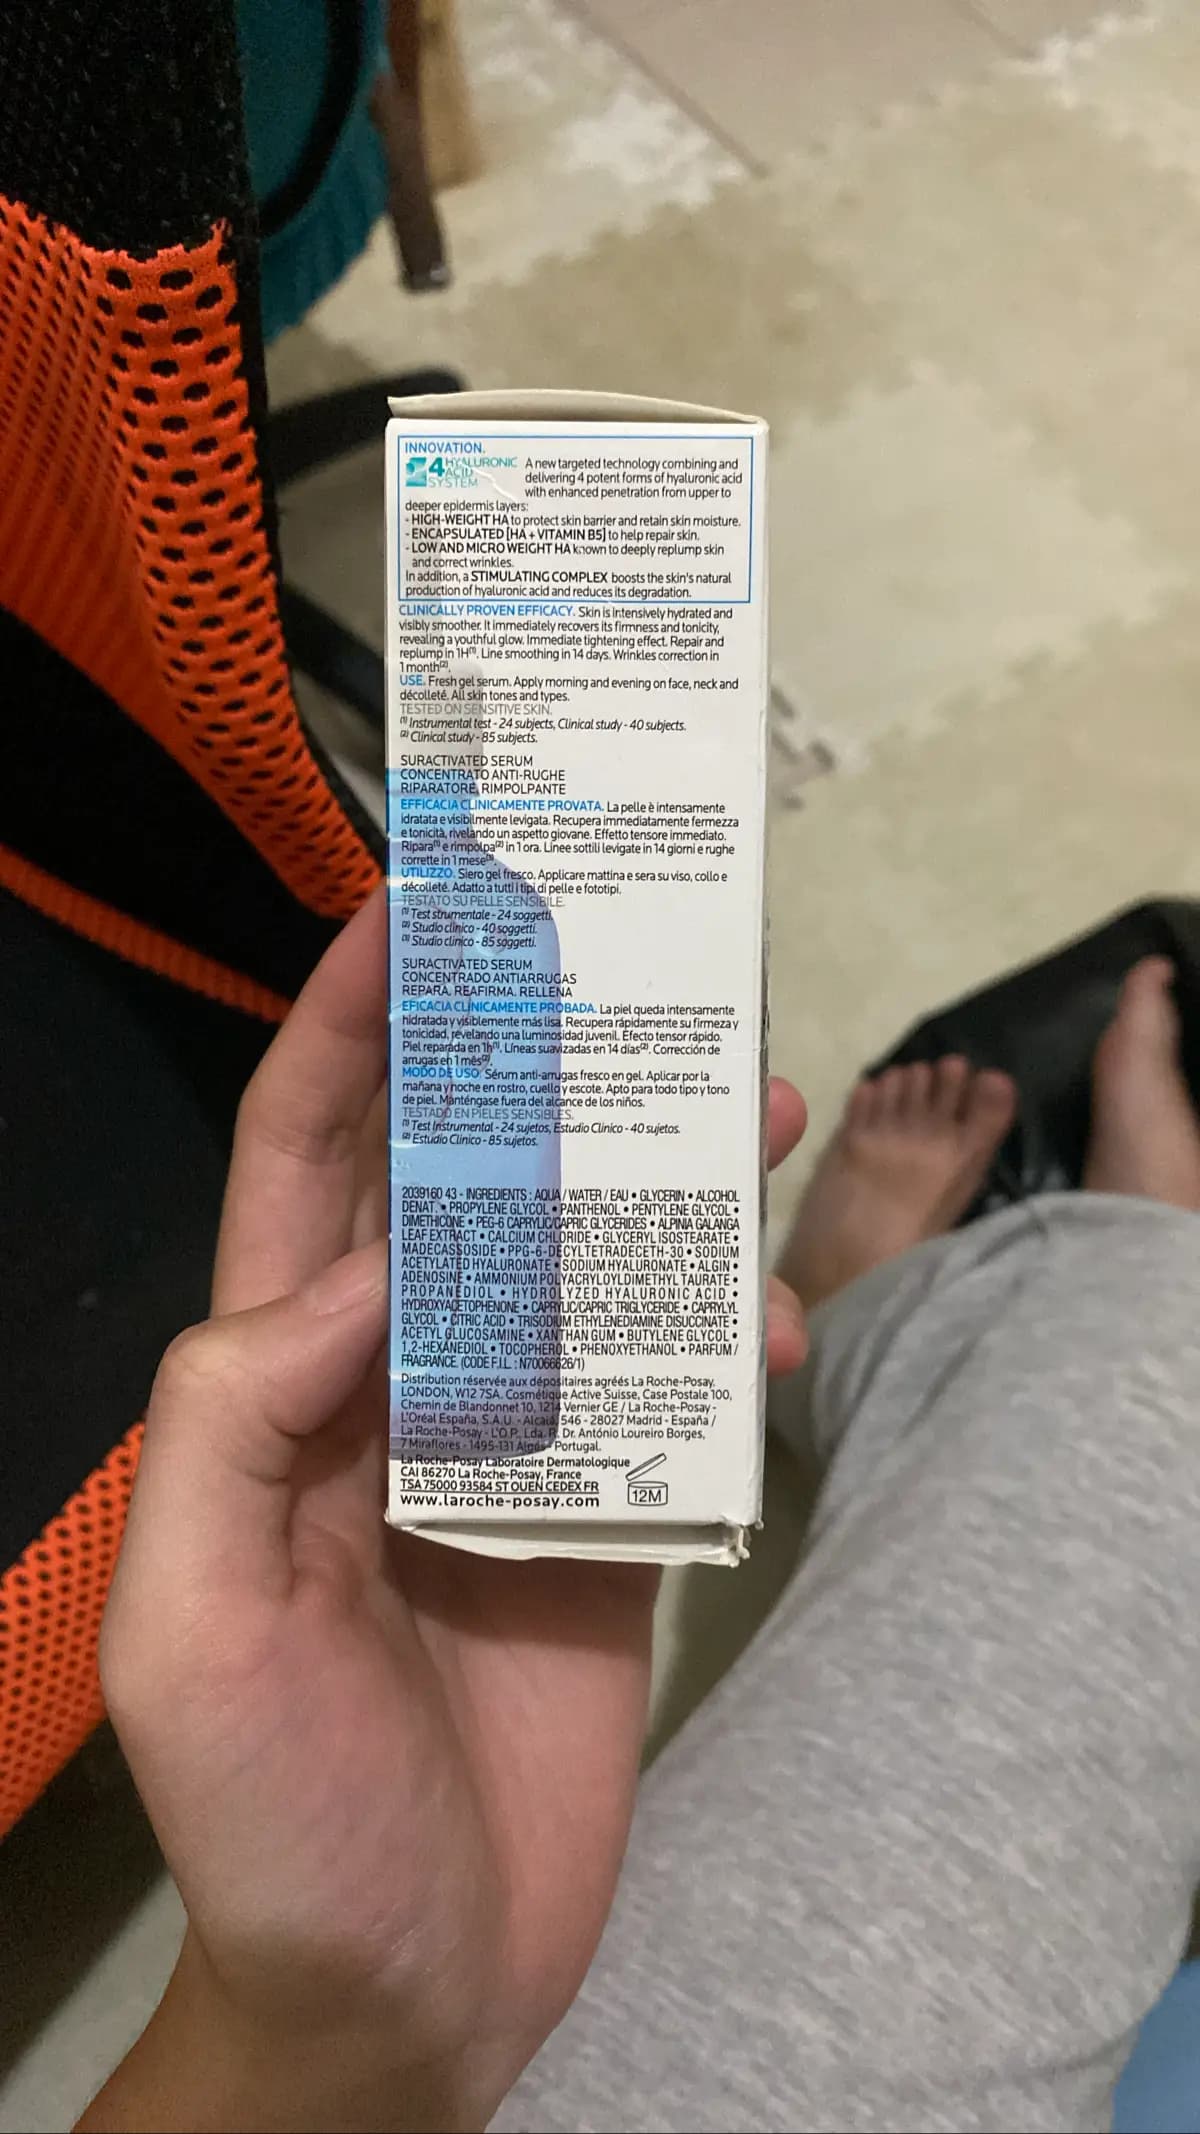 INNOVATION.
4 HYALURONIC
ACID
SYSTEM
A new targeted technology combining and
delivering 4 potent forms of hyaluronic acid
with enhanced penetration from upper to
deeper epidermis layers:
- HIGH-WEIGHT HA to protect skin barrier and retain skin moisture.
- ENCAPSULATED [HA + VITAMIN B5] to help repair skin.
- LOW AND MICRO WEIGHT HA known to deeply replump skin
and correct wrinkles.
In addition, a STIMULATING COMPLEX boosts the skin's natural
production of hyaluronic acid and reduces its degradation.
CLINICALLY PROVEN EFFICACY. Skin is intensively hydrated and
visibly smoother. It immediately recovers its firmness and tonicity,
revealing a youthful glow. Immediate tightening effect. Repair and
replump in 1H(1). Line smoothing in 14 days. Wrinkles correction in
1 month(2).
USE. Fresh gel serum. Apply morning and evening on face, neck and
décolleté. All skin tones and types.
TESTED ON SENSITIVE SKIN.
(1) Instrumental test - 24 subjects, Clinical study - 40 subjects.
(2) Clinical study - 85 subjects.
SURACTIVATED SERUM
CONCENTRATO ANTI-RUGHE
RIPARATORE, RIMPOLPANTE
EFFICACIA CLINICAMENTE PROVATA. La pelle è intensamente
idratata e visibilmente levigata. Recupera immediatamente fermezza
e tonicità, rivelando un aspetto giovane. Effetto tensore immediato.
Ripara(1) e rimpolpa(2) in 1 ora. Linee sottili levigate in 14 giorni e rughe
corrette in 1 mese(3).
UTILIZZO. Siero gel fresco. Applicare mattina e sera su viso, collo e
décolleté. Adatto a tutti i tipi di pelle e fototipi.
TESTATO SU PELLE SENSIBILE.
(1) Test strumentale - 24 soggetti.
(2) Studio clinico - 40 soggetti.
(3) Studio clinico - 85 soggetti.
SURACTIVATED SERUM
CONCENTRADO ANTIARRUGAS
REPARA. REAFIRMA. RELLENA
EFICACIA CLÍNICAMENTE PROBADA. La piel queda intensamente
hidratada y visiblemente más lisa. Recupera rápidamente su firmeza y
tonicidad, revelando una luminosidad juvenil. Efecto tensor rápido.
Piel reparada en 1h(1). Líneas suavizadas en 14 días(2). Corrección de
arrugas en 1 mes(2).
MODO DE USO: Sérum anti-arrugas fresco en gel. Aplicar por la
mañana y noche en rostro, cuello y escote. Apto para todo tipo y tono
de piel. Manténgase fuera del alcance de los niños.
TESTADO EN PIELES SENSIBLES.
(1) Test Instrumental - 24 sujetos, Estudio Clinico - 40 sujetos.
(2) Estudio Clinico - 85 sujetos.
2039160 43 - INGREDIENTS : AQUA / WATER / EAU • GLYCERIN • ALCOHOL
DENAT. • PROPYLENE GLYCOL • PANTHENOL • PENTYLENE GLYCOL •
DIMETHICONE • PEG-6 CAPRYLIC/CAPRIC GLYCERIDES • ALPINIA GALANGA
LEAF EXTRACT • CALCIUM CHLORIDE • GLYCERYL ISOSTEARATE •
MADECASSOSIDE • PPG-6-DECYLTETRADECETH-30 • SODIUM
ACETYLATED HYALURONATE • SODIUM HYALURONATE • ALGIN •
ADENOSINE • AMMONIUM POLYACRYLOYLDIMETHYL TAURATE •
PROPANEDIOL • HYDROLYZED HYALURONIC ACID •
HYDROXYACETOPHENONE • CAPRYLIC/CAPRIC TRIGLYCERIDE • CAPRYLYL
GLYCOL • CITRIC ACID • TRISODIUM ETHYLENEDIAMINE DISUCCINATE •
ACETYL GLUCOSAMINE • XANTHAN GUM • BUTYLENE GLYCOL •
1,2-HEXANEDIOL • TOCOPHEROL • PHENOXYETHANOL • PARFUM /
FRAGRANCE. (CODE F.I.L. : N70066626/1)
Distribution réservée aux dépositaires agréés La Roche-Posay.
LONDON, W12 7SA. Cosmétique Active Suisse, Case Postale 100,
Chemin de Blandonnet 10, 1214 Vernier GE / La Roche-Posay -
L'Oréal España, S.A.U. - Alcalá, 546 - 28027 Madrid - España /
La Roche-Posay - L'O.P., Lda. R. Dr. António Loureiro Borges,
7 Miraflores - 1495-131 Algés - Portugal.
La Roche-Posay Laboratoire Dermatologique
CAI 86270 La Roche-Posay, France
TSA 75000 93584 ST OUEN CEDEX FR
www.laroche-posay.com
12M